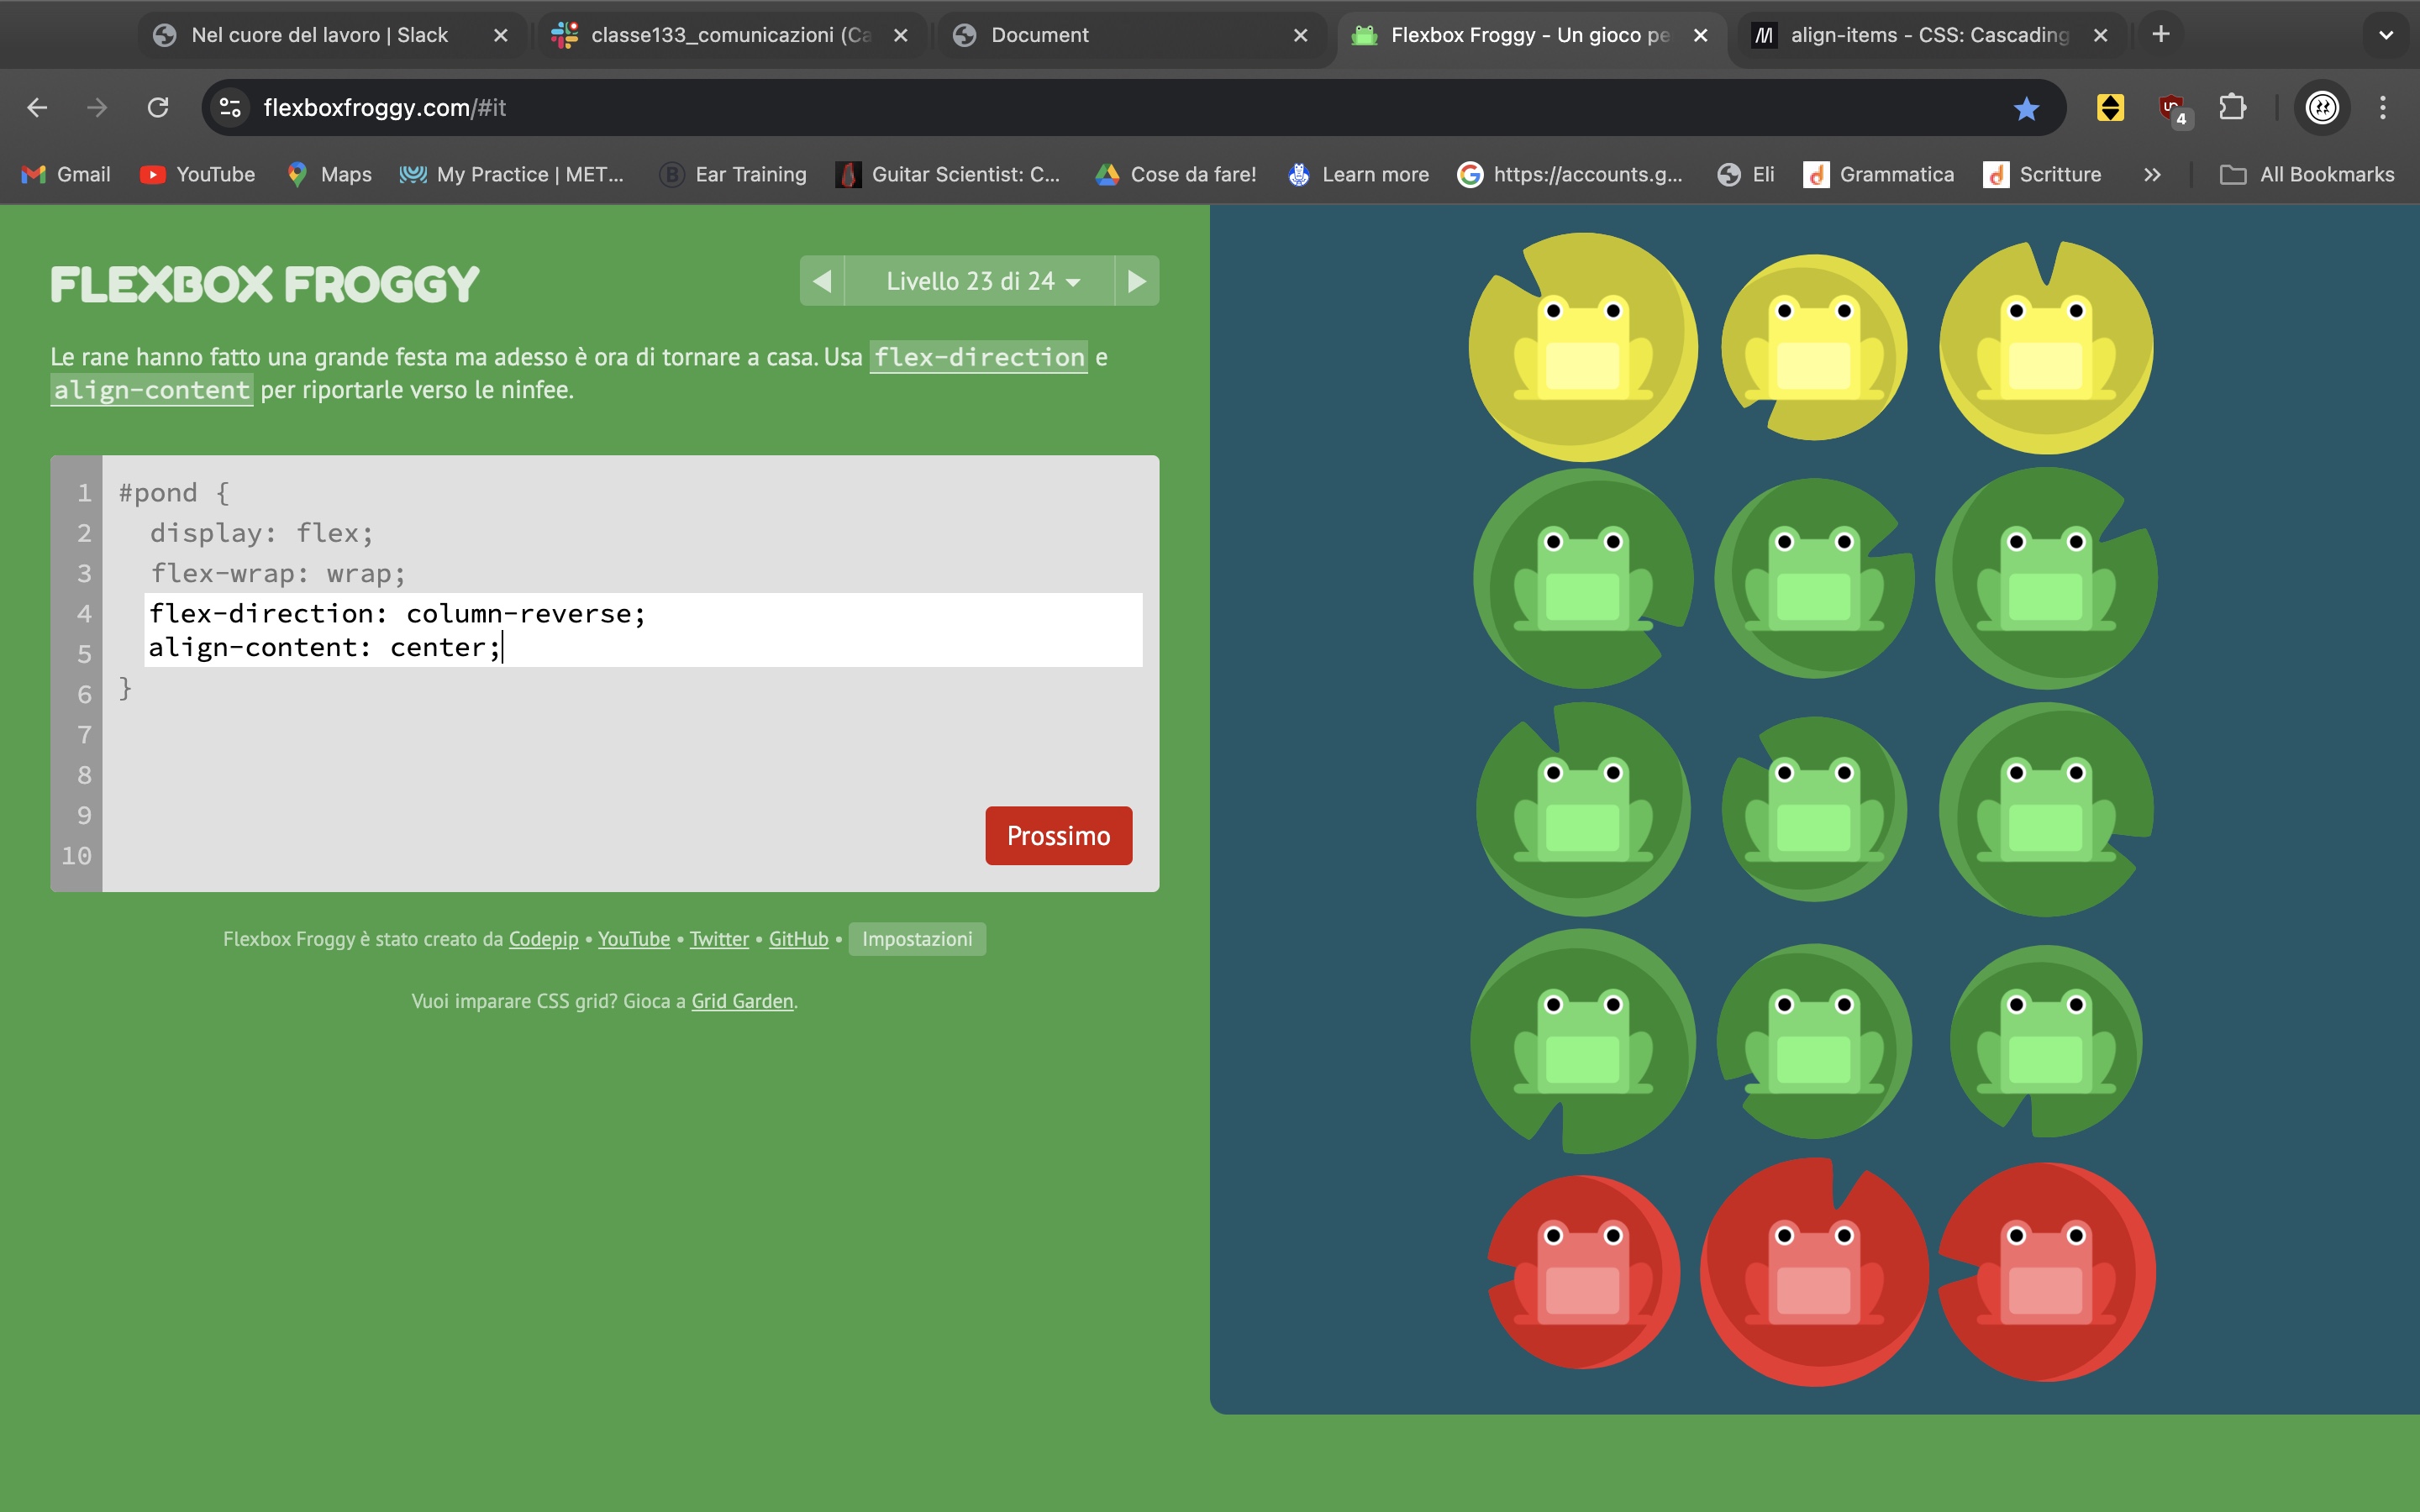 Nel cuore del lavoro | Slack
classe133_comunicazioni (Ca
Document
Flexbox Froggy - Un gioco pe
align-items - CSS: Cascading
flexboxfroggy.com/#it
4
Gmail
YouTube
Maps
My Practice | MET...
Ear Training
Guitar Scientist: C...
Cose da fare!
Learn more
https://accounts.g...
Eli
Grammatica
Scritture
All Bookmarks
FLEXBOX FROGGY
Livello 23 di 24
Le rane hanno fatto una grande festa ma adesso è ora di tornare a casa. Usa flex-direction e
align-content per riportarle verso le ninfee.
1 #pond {
2 display: flex;
3 flex-wrap: wrap;
4 flex-direction: column-reverse;
5 align-content: center;
6 }
7
8
9
10
Prossimo
Flexbox Froggy è stato creato da Codepip • YouTube • Twitter • GitHub • Impostazioni
Vuoi imparare CSS grid? Gioca a Grid Garden.